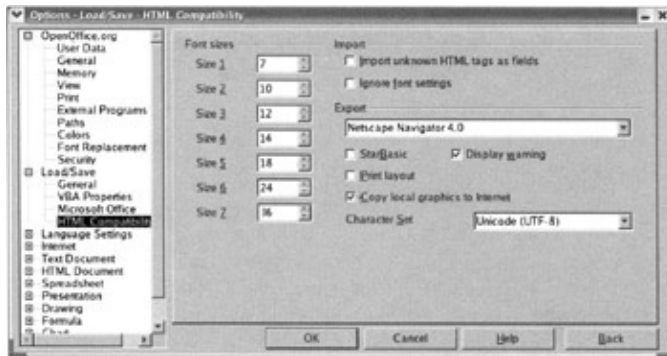 Options - Load/Save - HTML Compatibility
OpenOffice.org
User Data
General
Memory
View
Print
External Programs
Paths
Colors
Font Replacement
Security
Load/Save
General
VBA Properties
Microsoft Office
HTML Compatibilit
Language Settings
Internet
Text Document
HTML Document
Spreadsheet
Presentation
Drawing
Formula
Chart
Font sizes
Size 1 7
Size 2 10
Size 3 12
Size 4 14
Size 5 18
Size 6 24
Size 7 36
Import
Import unknown HTML tags as fields
Ignore font settings
Export
Netscape Navigator 4.0
StarBasic Display warning
Print layout
Copy local graphics to Internet
Character Set Unicode (UTF-8)
OK Cancel Help Back